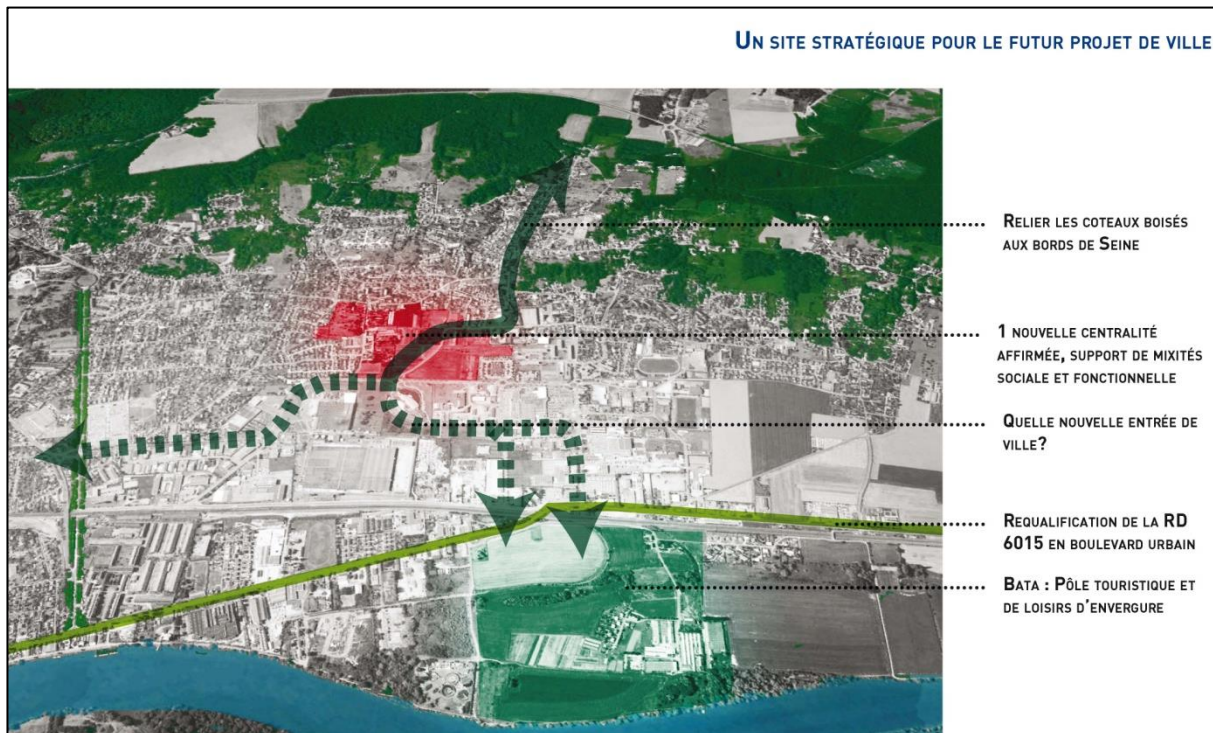 UN SITE STRATÉGIQUE POUR LE FUTUR PROJET DE VILLE
RELIER LES COTEAUX BOISÉS
AUX BORDS DE SEINE
1 NOUVELLE CENTRALITÉ
AFFIRMÉE, SUPPORT DE MIXITÉS
SOCIALE ET FONCTIONNELLE
QUELLE NOUVELLE ENTRÉE DE
VILLE?
REQUALIFICATION DE LA RD
6015 EN BOULEVARD URBAIN
BATA : PÔLE TOURISTIQUE ET
DE LOISIRS D'ENVERGURE